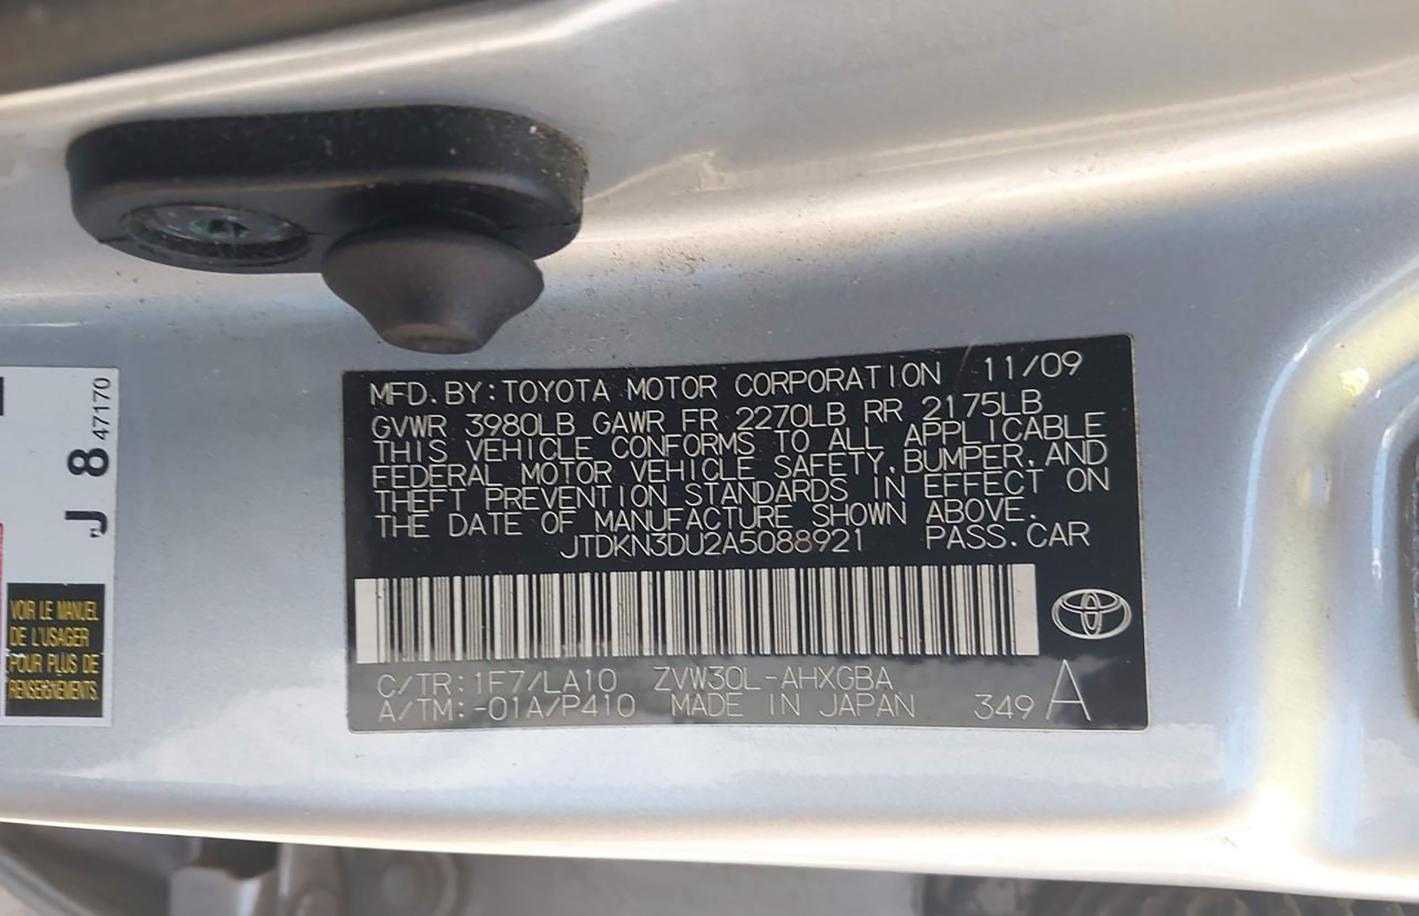 MFD.BY:TOYOTA MOTOR CORPORATION 11/09
GVWR 3980LB GAWR FR 2270LB RR 2175LB
THIS VEHICLE CONFORMS TO ALL APPLICABLE
FEDERAL MOTOR VEHICLE SAFETY,BUMPER,AND
THEFT PREVENTION STANDARDS IN EFFECT ON
THE DATE OF MANUFACTURE SHOWN ABOVE.
JTDKN3DU2A5088921 PASS.CAR
C/TR:1F7/LA10 ZVW30L-AHXGBA
A/TM:-01A/P410 MADE IN JAPAN 349 A
J 8 47170
VOIR LE MANUEL
DE L'USAGER
POUR PLUS DE
RENSEIGNEMENTS.